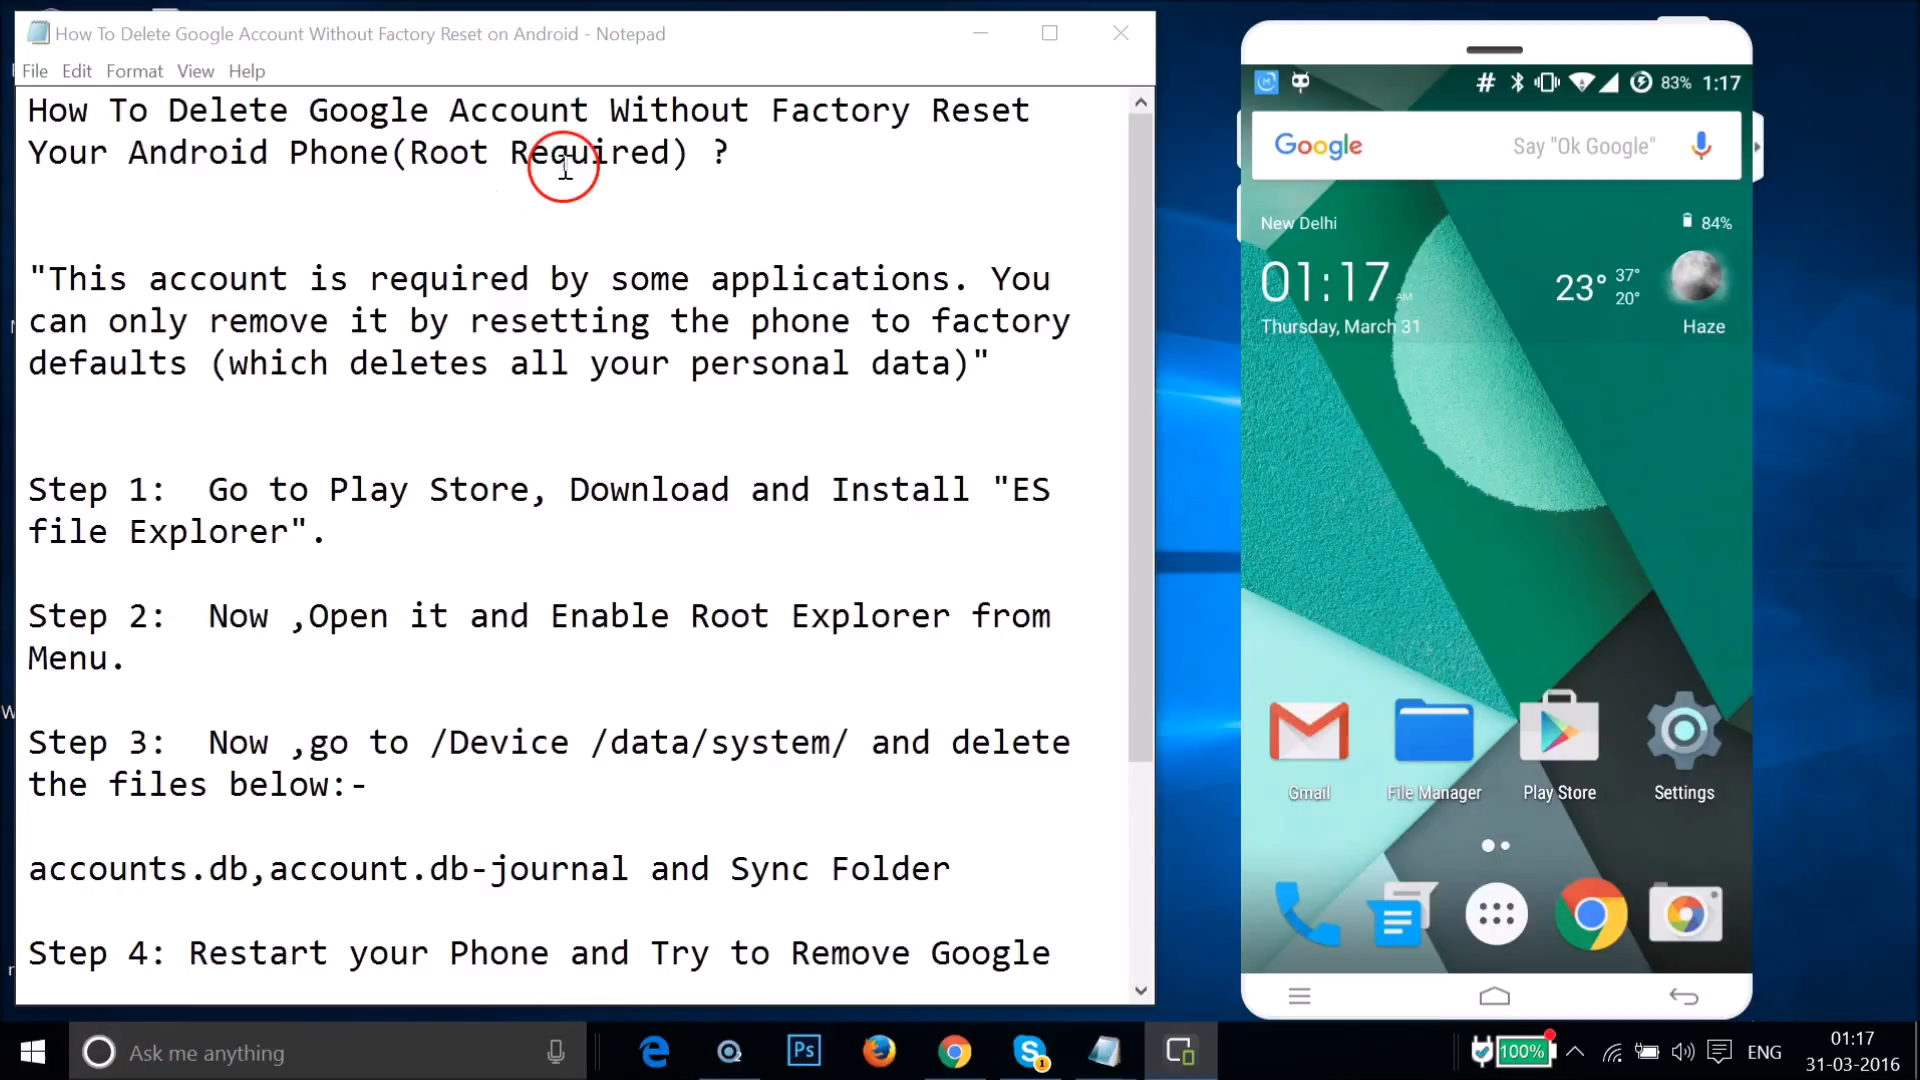 How To Delete Google Account Without Factory Reset on Android - Notepad
File Edit Format View Help
How To Delete Google Account Without Factory Reset
Your Android Phone(Root Required) ?
"This account is required by some applications. You
can only remove it by resetting the phone to factory
defaults (which deletes all your personal data)"
Step 1:  Go to Play Store, Download and Install "ES
file Explorer".
Step 2:  Now ,Open it and Enable Root Explorer from
Menu.
Step 3:  Now ,go to /Device /data/system/ and delete
the files below:-
accounts.db,account.db-journal and Sync Folder
Step 4: Restart your Phone and Try to Remove Google
83% 1:17
Google Say "Ok Google"
New Delhi 84%
01:17 AM 23° 37° 20°
Thursday, March 31 Haze
Gmail File Manager Play Store Settings
Ask me anything
Ps
1
100%
ENG
01:17
31-03-2016